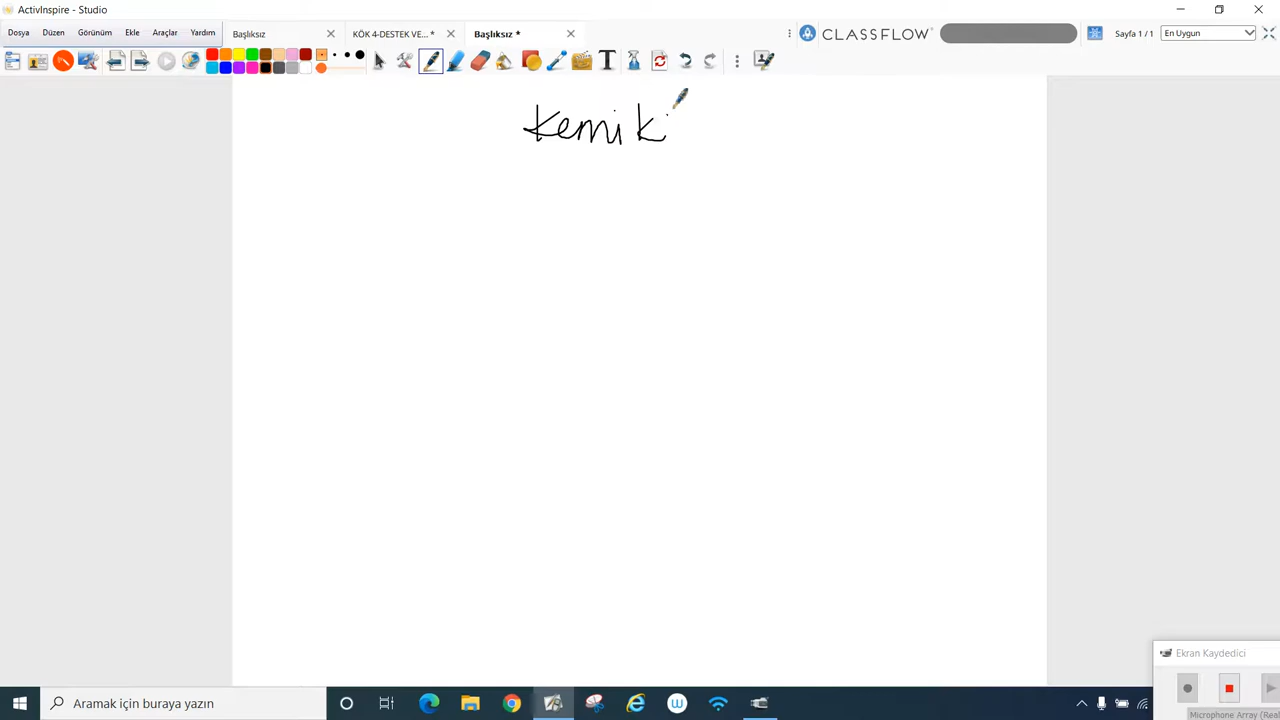 ActivInspire - Studio
Dosya Düzen Görünüm Ekle Araçlar Yardım
Başlıksız KÖK 4-DESTEK VE... * Başlıksız *
CLASSFLOW
Sayfa 1 / 1 En Uygun
Kemik
Ekran Kaydedici
Microphone Array (Real
Aramak için buraya yazın